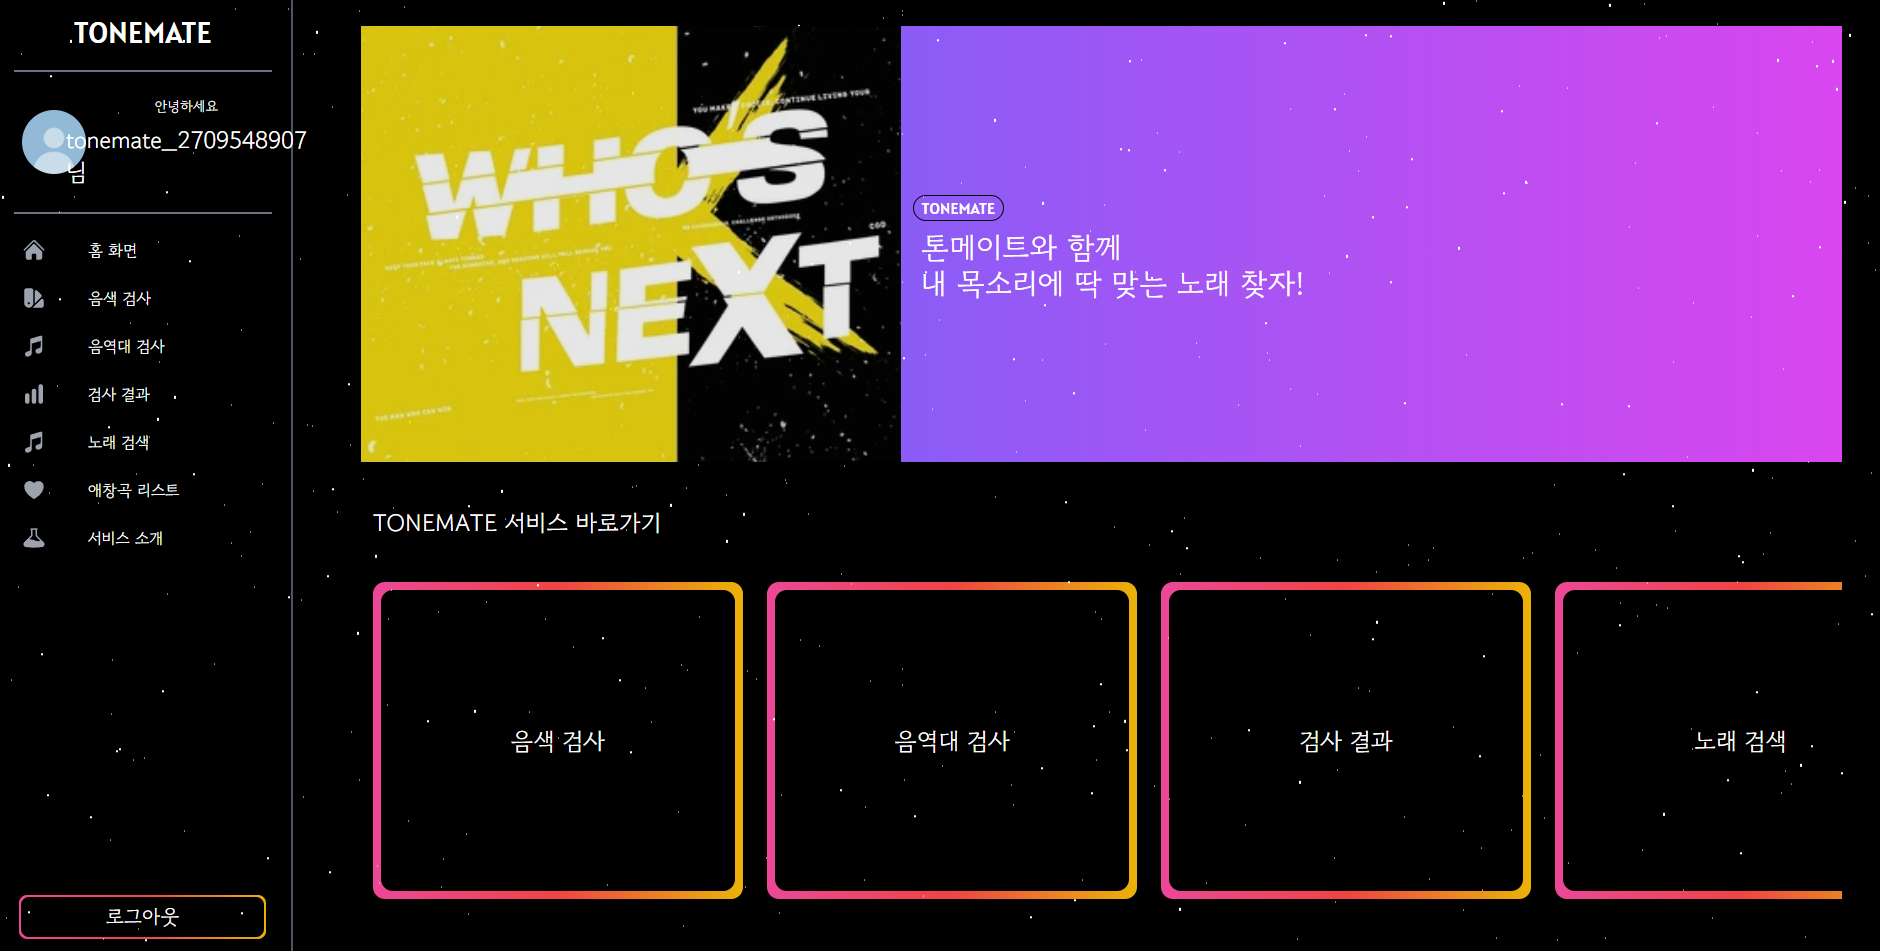 TONEMATE
안녕하세요
tonemate_2709548907
님
홈 화면
음색 검사
음역대 검사
검사 결과
노래 검색
애창곡 리스트
서비스 소개
로그아웃
WHO'S
NEXT
TONEMATE
톤메이트와 함께
내 목소리에 딱 맞는 노래 찾자!
TONEMATE 서비스 바로가기
음색 검사
음역대 검사
검사 결과
노래 검색